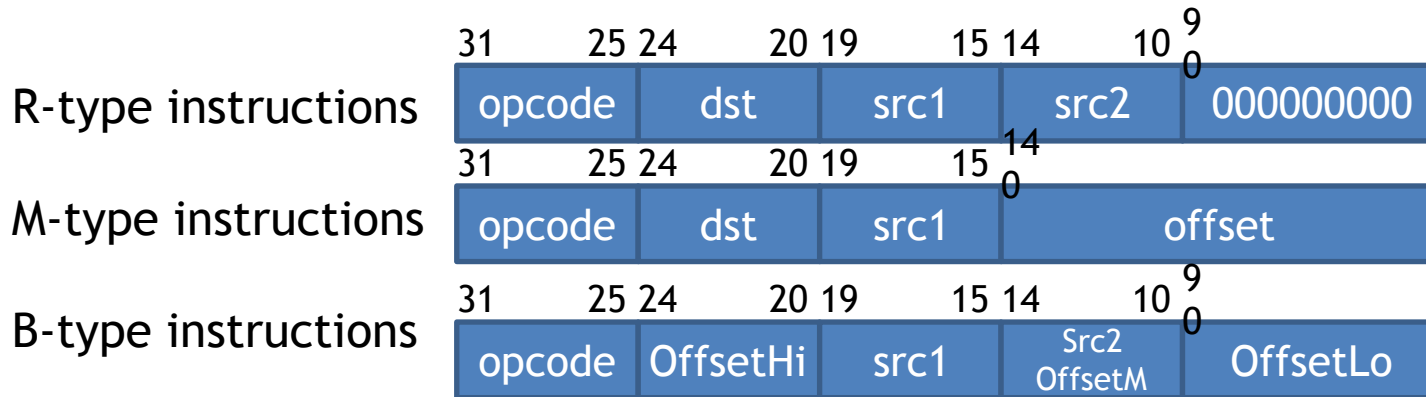 31 25 24 20 19 15 14 10 9 0
R-type instructions opcode dst src1 src2 000000000
31 25 24 20 19 15 14 0
M-type instructions opcode dst src1 offset
31 25 24 20 19 15 14 10 9 0
B-type instructions opcode OffsetHi src1 Src2 OffsetM OffsetLo